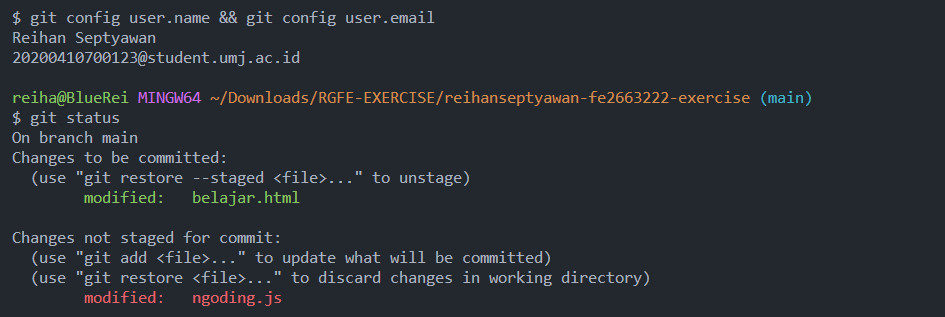 $ git config user.name && git config user.email
Reihan Septyawan
20200410700123@student.umj.ac.id
reiha@BlueRei MINGW64 ~/Downloads/RGFE-EXERCISE/reihanseptyawan-fe2663222-exercise (main)
$ git status
On branch main
Changes to be committed:
  (use "git restore --staged <file>..." to unstage)
        modified:   belajar.html
Changes not staged for commit:
  (use "git add <file>..." to update what will be committed)
  (use "git restore <file>..." to discard changes in working directory)
        modified:   ngoding.js